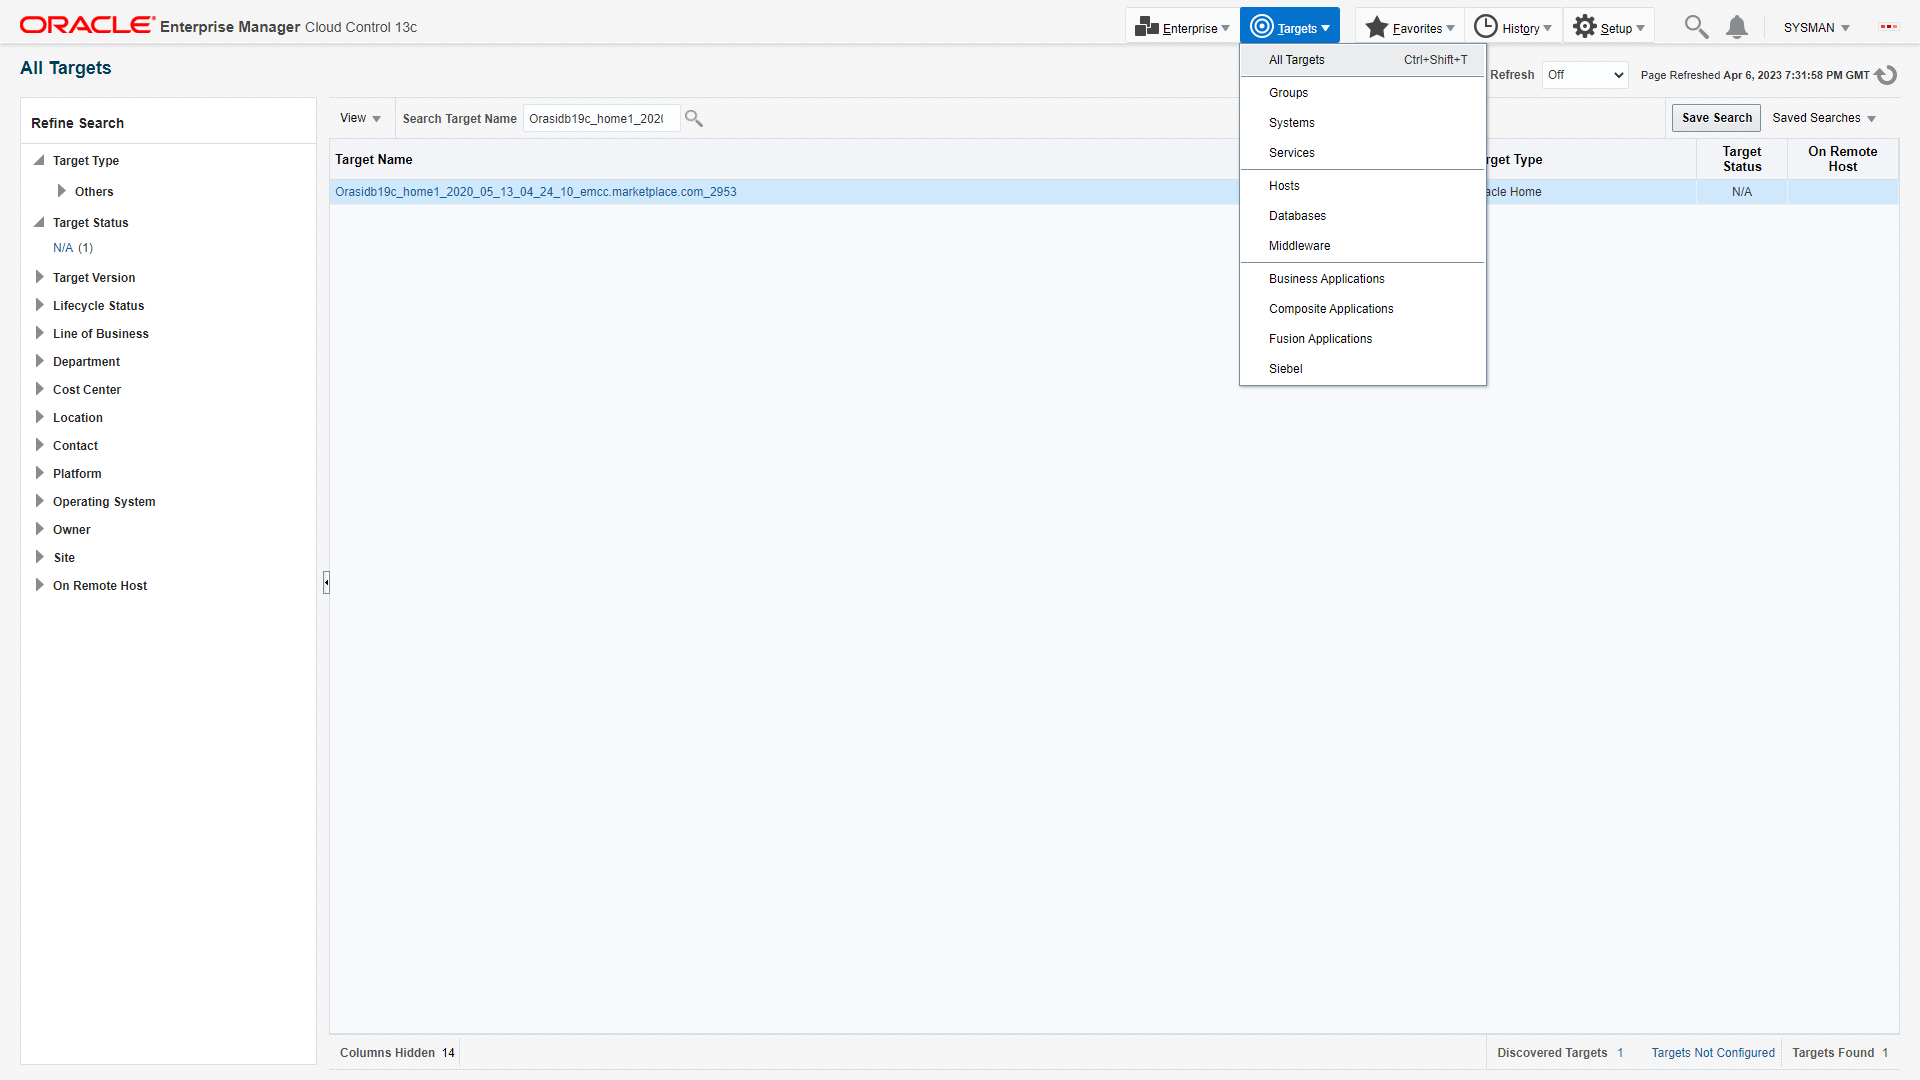 ORACLE Enterprise Manager Cloud Control 13c
Enterprise Targets Favorites History Setup SYSMAN
All Targets
All Targets Ctrl+Shift+T
Groups
Systems
Services
Hosts
Databases
Middleware
Business Applications
Composite Applications
Fusion Applications
Siebel
Refresh Off Page Refreshed Apr 6, 2023 7:31:58 PM GMT
Refine Search
Target Type
Others
Target Status
N/A (1)
Target Version
Lifecycle Status
Line of Business
Department
Cost Center
Location
Contact
Platform
Operating System
Owner
Site
On Remote Host
View Search Target Name Orasidb19c_home1_202 Save Search Saved Searches
Target Name Target Status On Remote Host
Orasidb19c_home1_2020_05_13_04_24_10_emcc.marketplace.com_2953 Home N/A
Columns Hidden 14 Discovered Targets 1 Targets Not Configured Targets Found 1